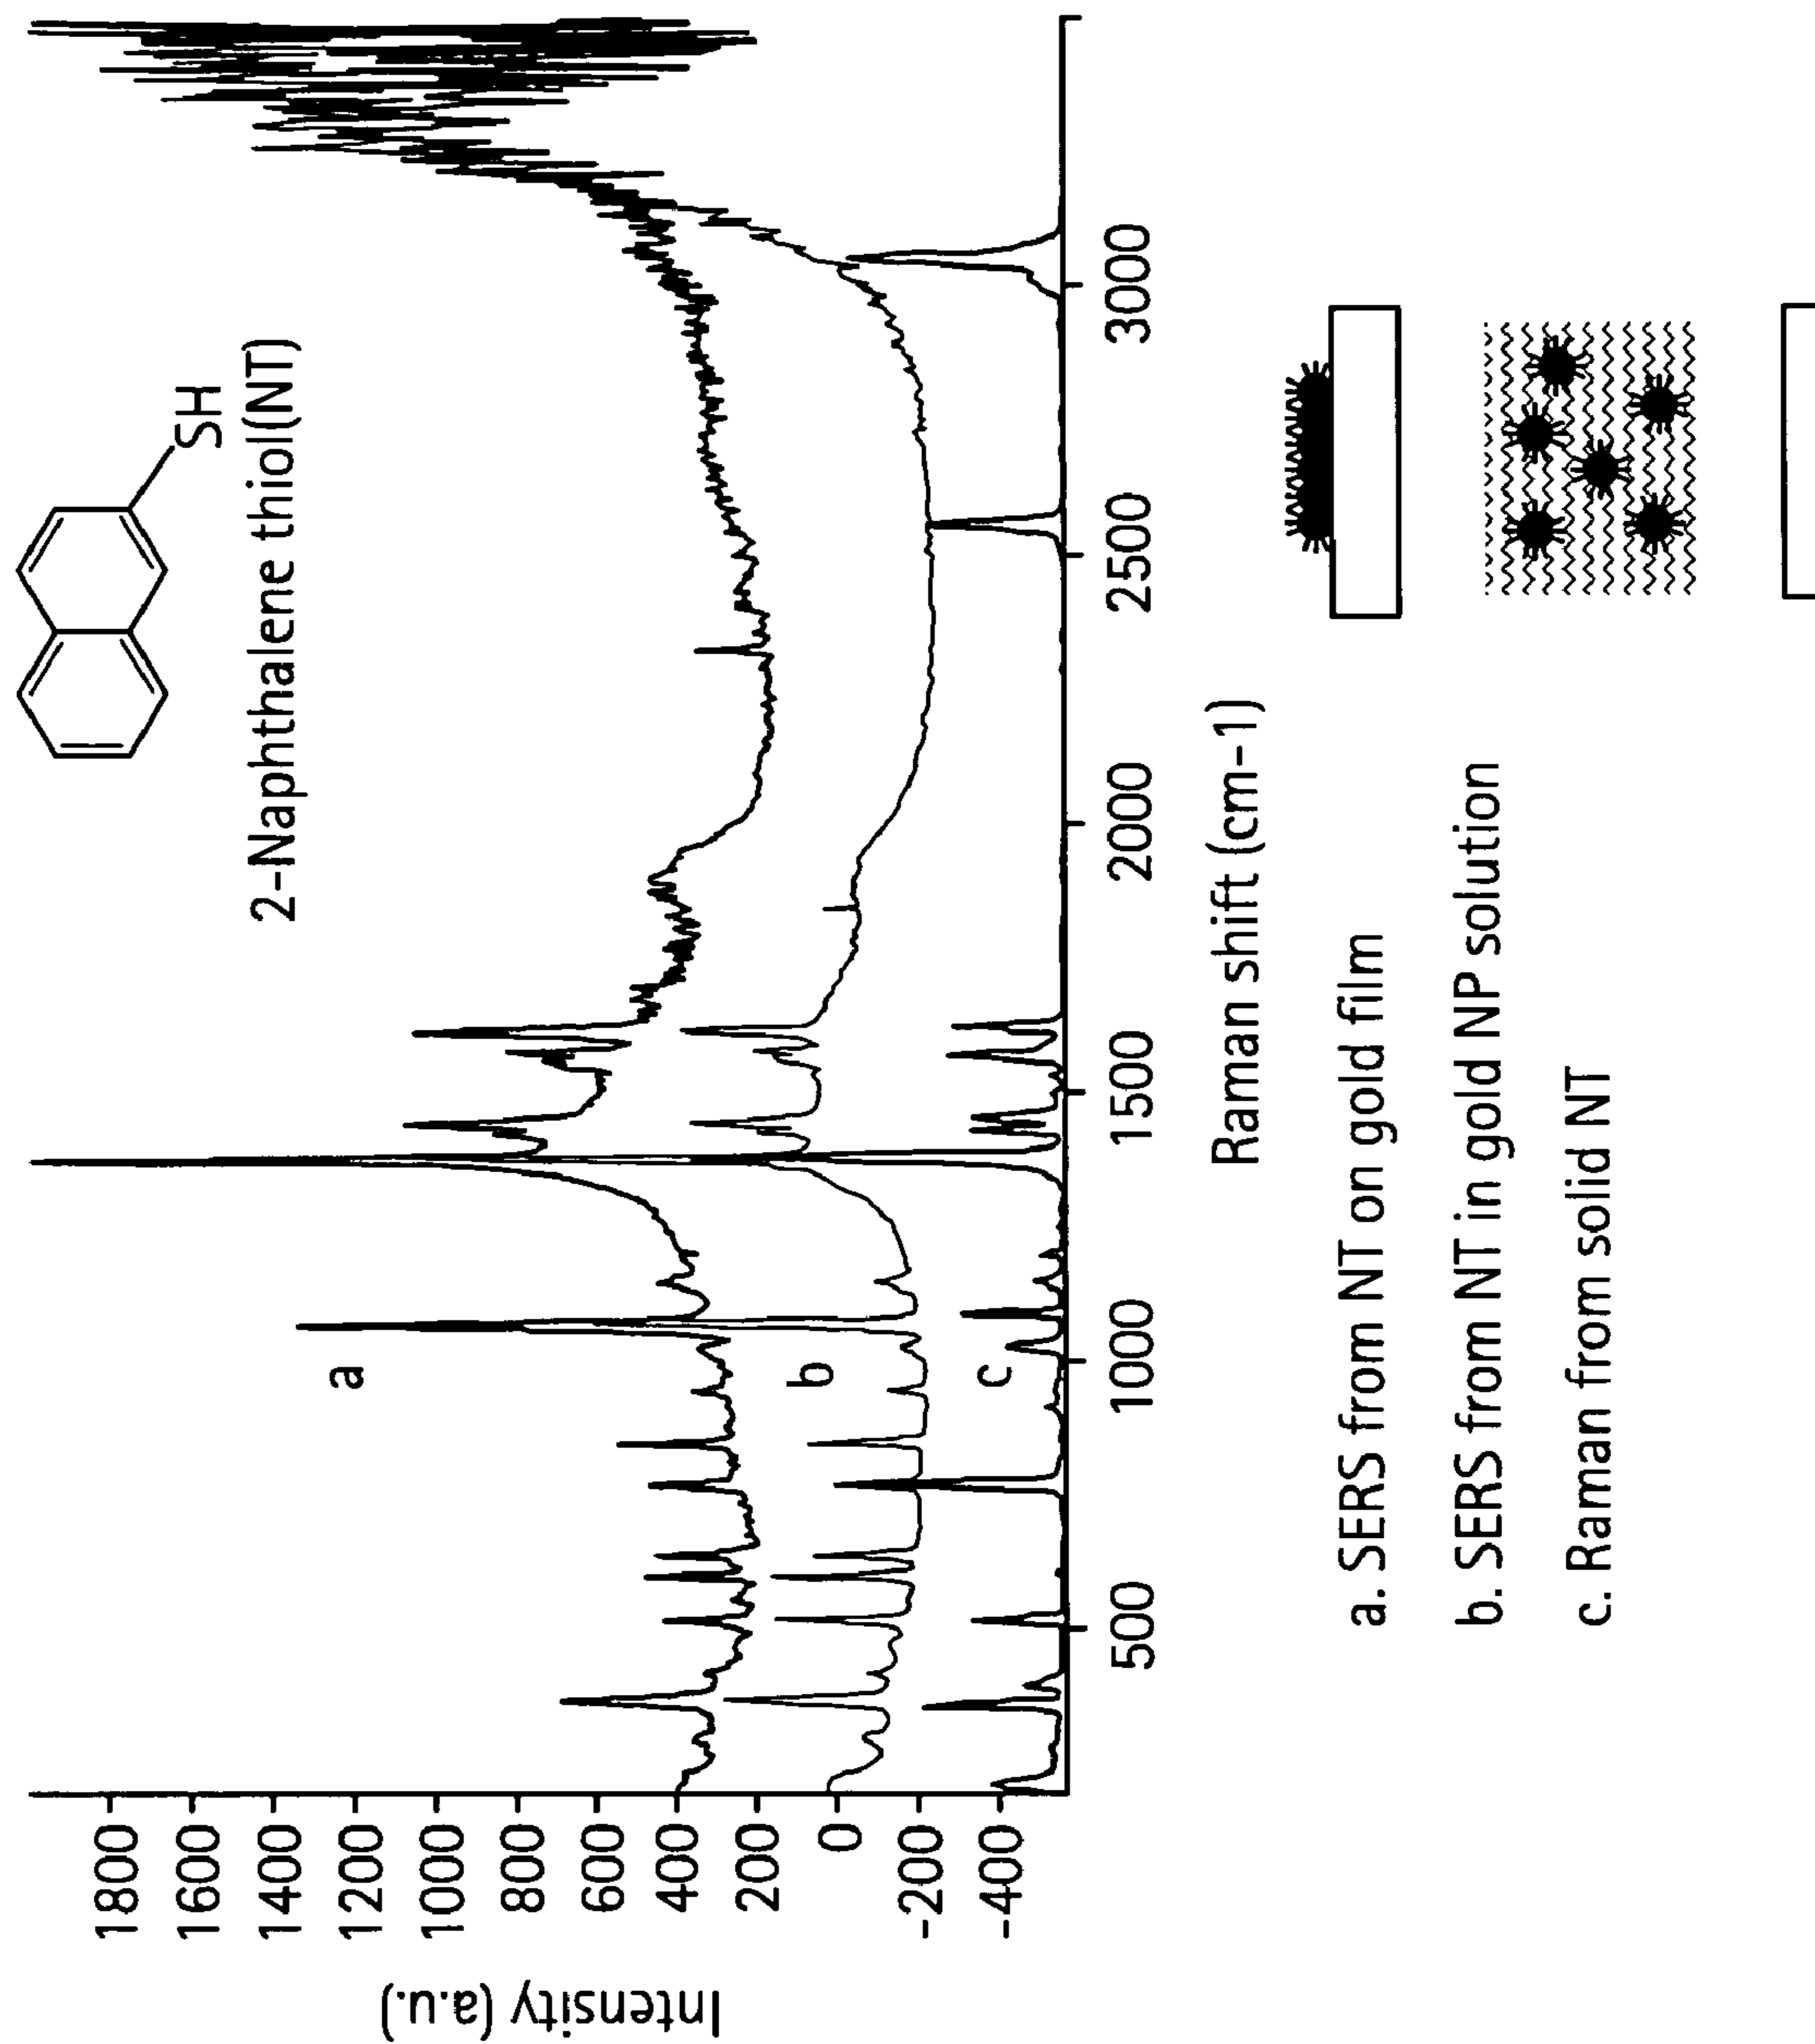 SH
2-Naphthalene thiol(NT)
Intensity (a.u.)
1800
1600
1400
1200
1000
800
600
400
200
0
-200
-400
a
b
c
500
1000
1500
2000
2500
3000
Raman shift (cm-1)
a. SERS from NT on gold film
b. SERS from NT in gold NP solution
c. Raman from solid NT